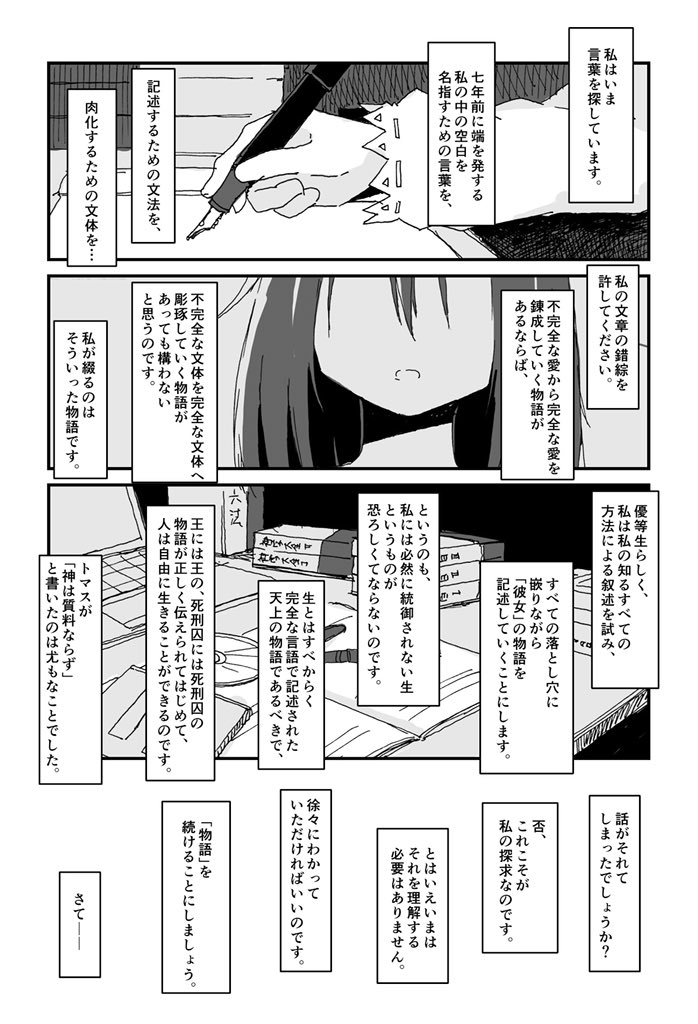 私はいま
言葉を探しています。
七年前に端を発する
私の中の空白を
名指すための言葉を、
記述するための文法を、
肉化するための文体を…
私の文章の錯綜を
許してください。
不完全な愛から完全な愛を
錬成していく物語が
あるならば、
不完全な文体を完全な文体へ
彫琢していく物語が
あっても構わない
と思うのです。
私が綴るのは
そういった物語です。
優等生らしく、
私は私の知るすべての
方法による叙述を試み、
すべての落とし穴に
嵌りながら
「彼女」の物語を
記述していくことにします。
というのも、
私には必然に統御されない生
というものが
恐ろしくてならないのです。
生とはすべからく
完全な言語で記述された
天上の物語であるべきで、
王には王の、死刑囚には死刑囚の
物語が正しく伝えられてはじめて、
人は自由に生きることができるのです。
トマスが
「神は質料ならず」
と書いたのは尤もなことでした。
六法
話がそれて
しまったでしょうか?
否、
これこそが
私の探求なのです。
とはいえいまは
それを理解する
必要はありません。
徐々にわかって
いただければいいのです。
「物語」を
続けることにしましょう。
さて――